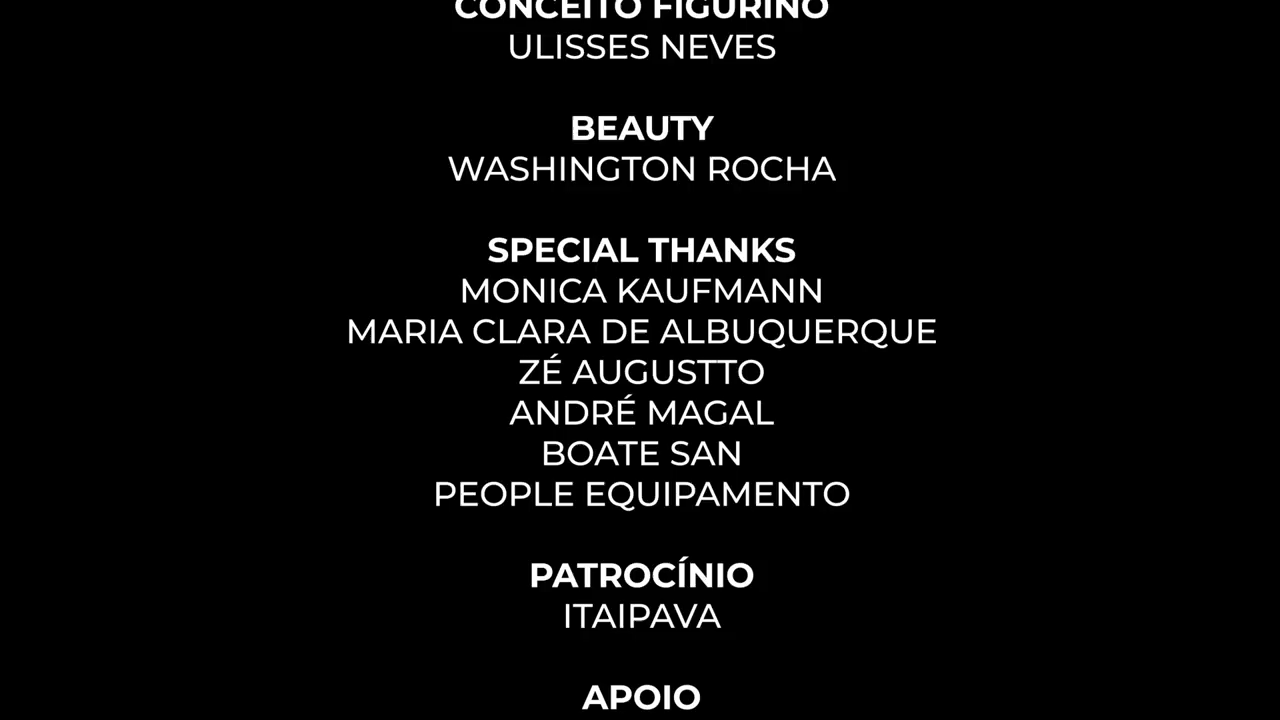 CONCEITO FIGURINO
ULISSES NEVES
BEAUTY
WASHINGTON ROCHA
SPECIAL THANKS
MONICA KAUFMANN
MARIA CLARA DE ALBUQUERQUE
ZÉ AUGUSTTO
ANDRÉ MAGAL
BOATE SAN
PEOPLE EQUIPAMENTO
PATROCÍNIO
ITAIPAVA
APOIO